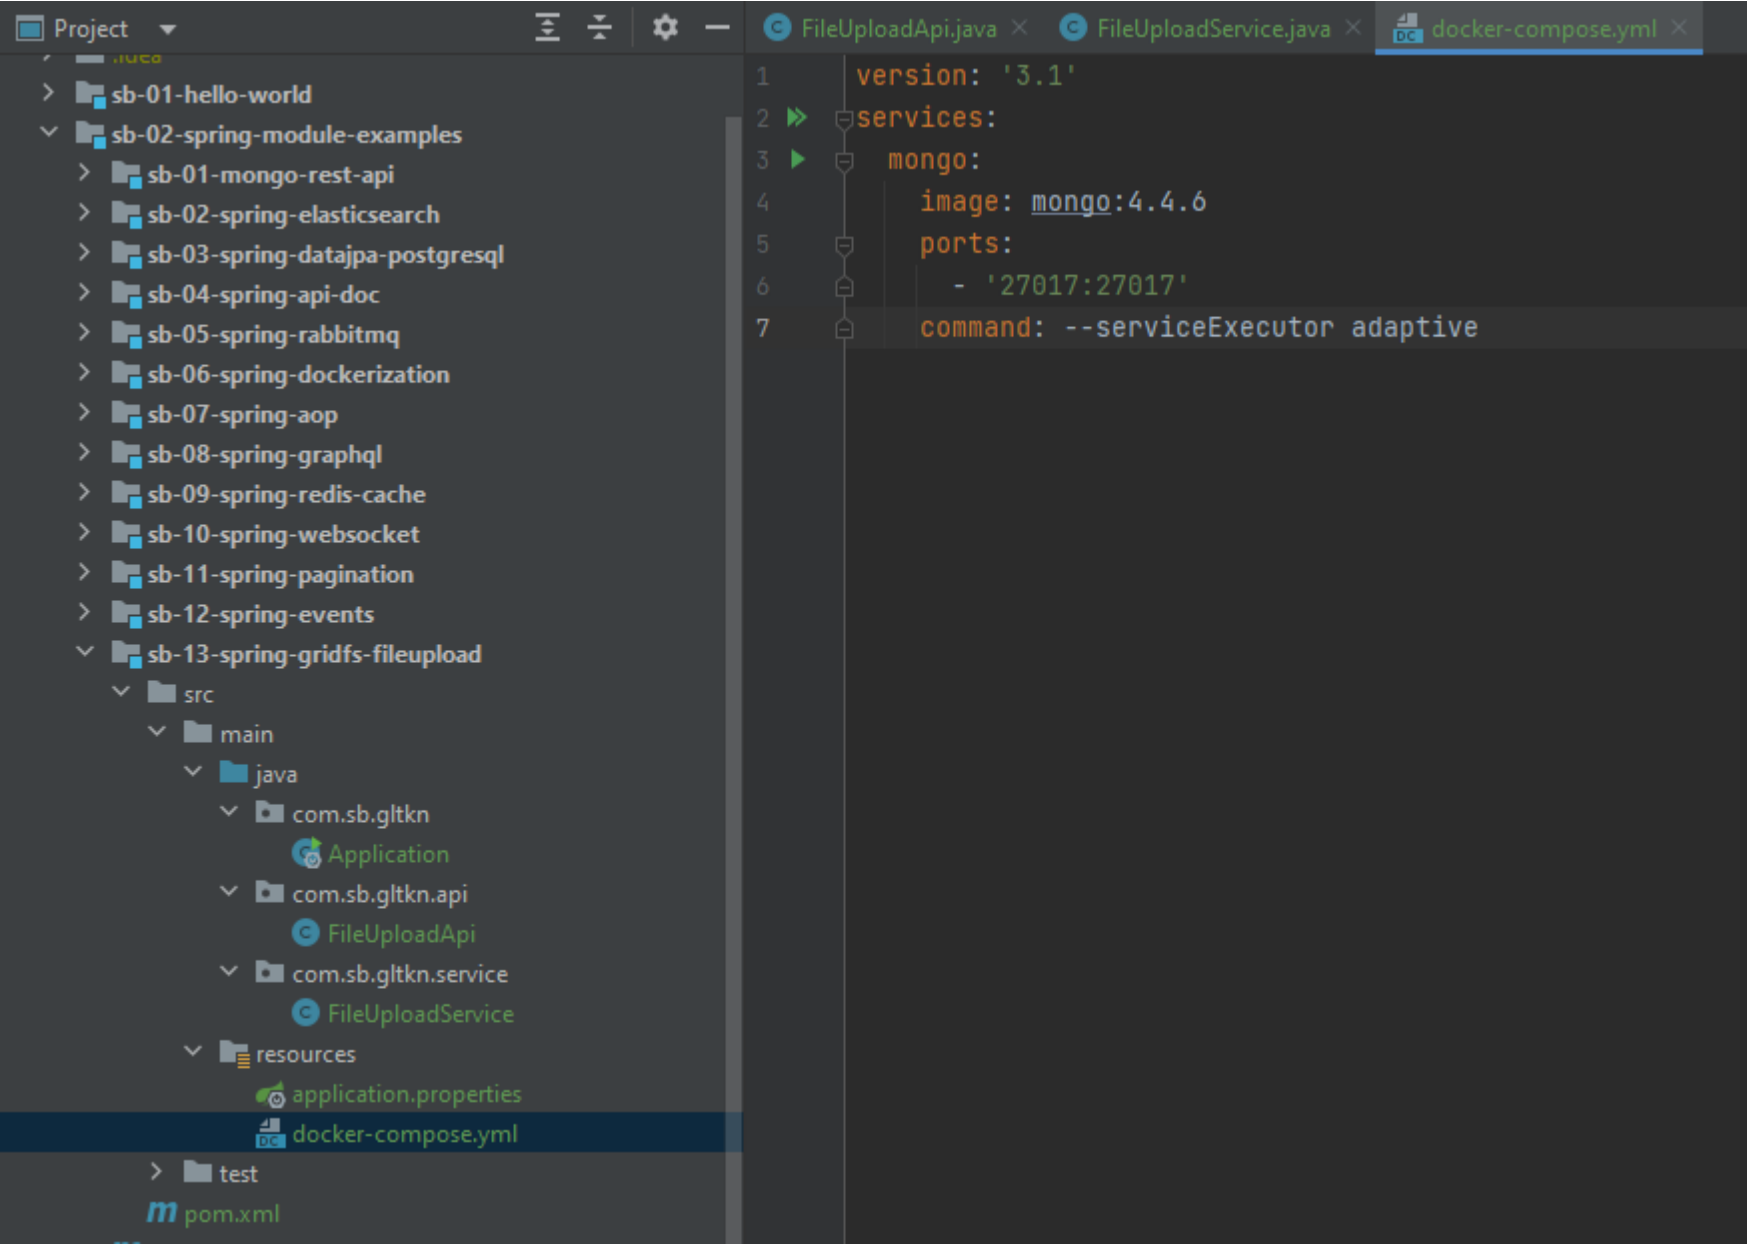 Project
FileUploadApi.java
FileUploadService.java
docker-compose.yml
.idea
sb-01-hello-world
sb-02-spring-module-examples
sb-01-mongo-rest-api
sb-02-spring-elasticsearch
sb-03-spring-datajpa-postgresql
sb-04-spring-api-doc
sb-05-spring-rabbitmq
sb-06-spring-dockerization
sb-07-spring-aop
sb-08-spring-graphql
sb-09-spring-redis-cache
sb-10-spring-websocket
sb-11-spring-pagination
sb-12-spring-events
sb-13-spring-gridfs-fileupload
src
main
java
com.sb.gltkn
Application
com.sb.gltkn.api
FileUploadApi
com.sb.gltkn.service
FileUploadService
resources
application.properties
docker-compose.yml
test
pom.xml
1 version: '3.1'
2 services:
3 mongo:
4 image: mongo:4.4.6
5 ports:
6 - '27017:27017'
7 command: --serviceExecutor adaptive